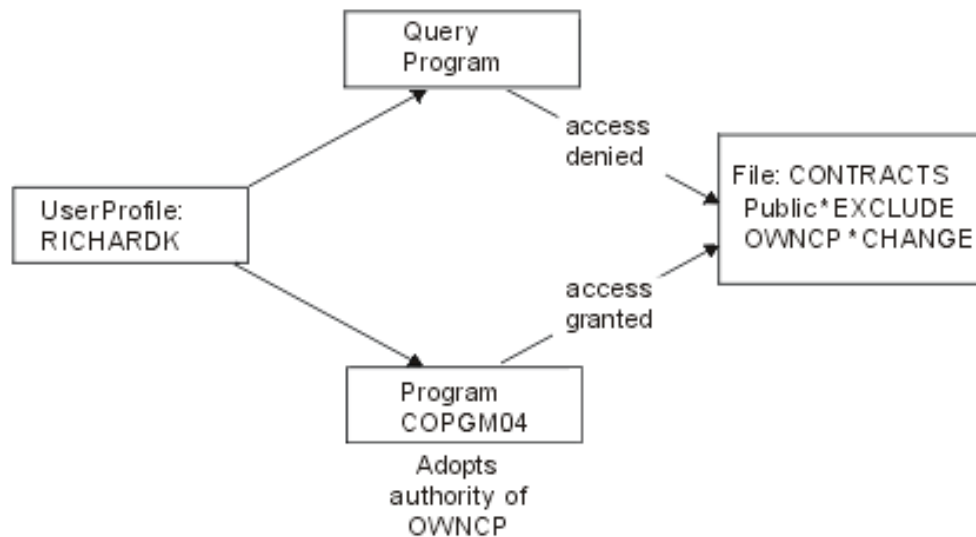 Query
Program
access
denied
File: CONTRACTS
Public*EXCLUDE
OWNCP *CHANGE
UserProfile:
RICHARDK
access
granted
Program
COPGM04
Adopts
authority of
OWNCP